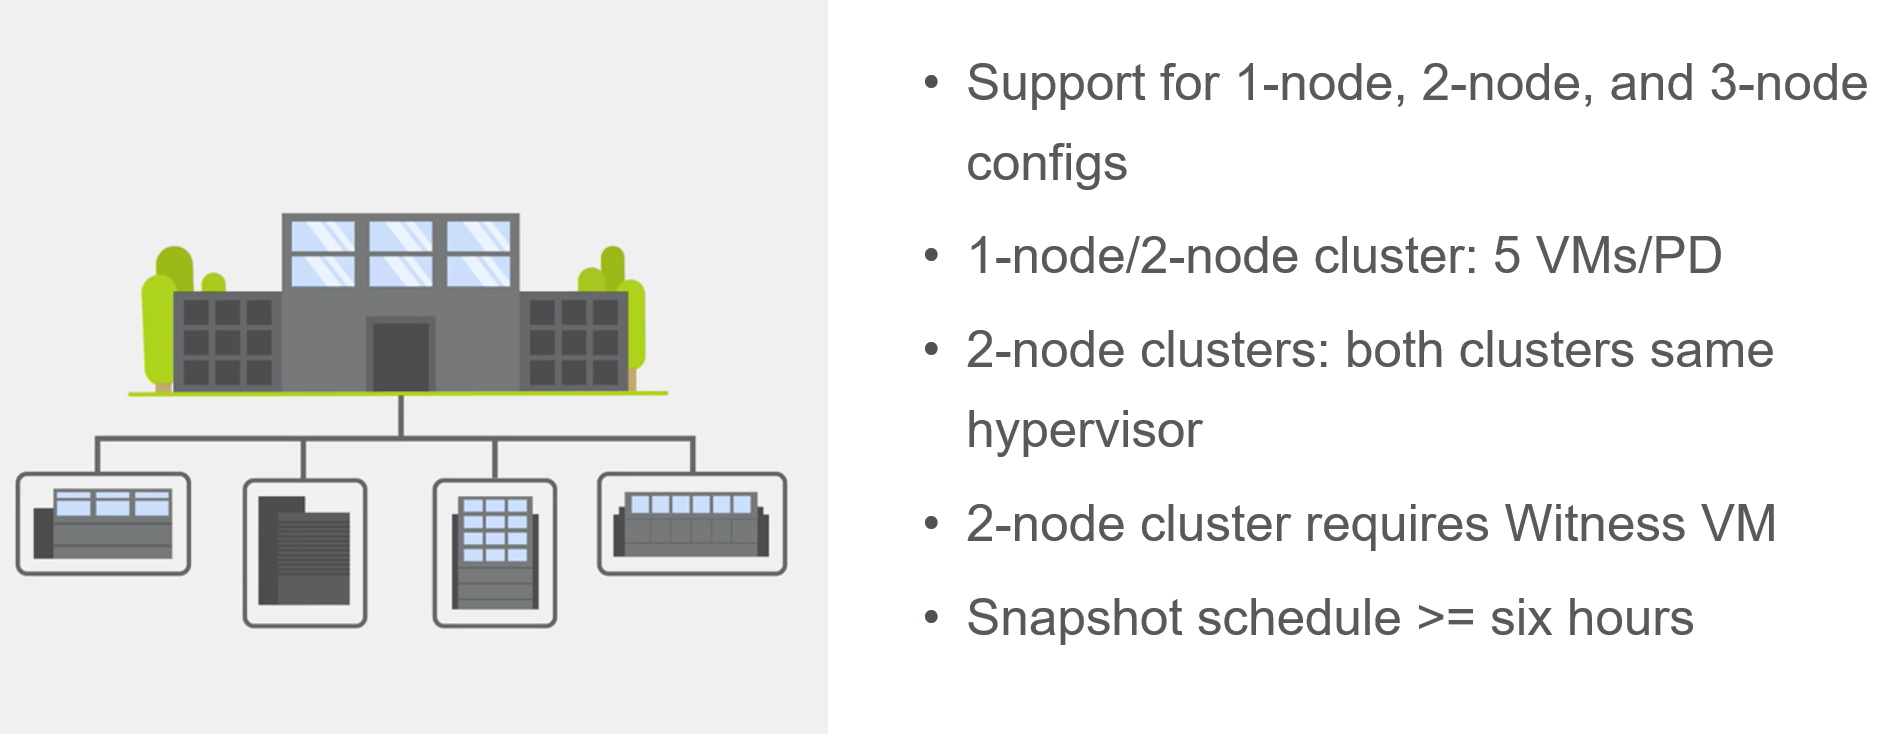 • Support for 1-node, 2-node, and 3-node
configs
• 1-node/2-node cluster: 5 VMs/PD
• 2-node clusters: both clusters same
hypervisor
• 2-node cluster requires Witness VM
• Snapshot schedule >= six hours